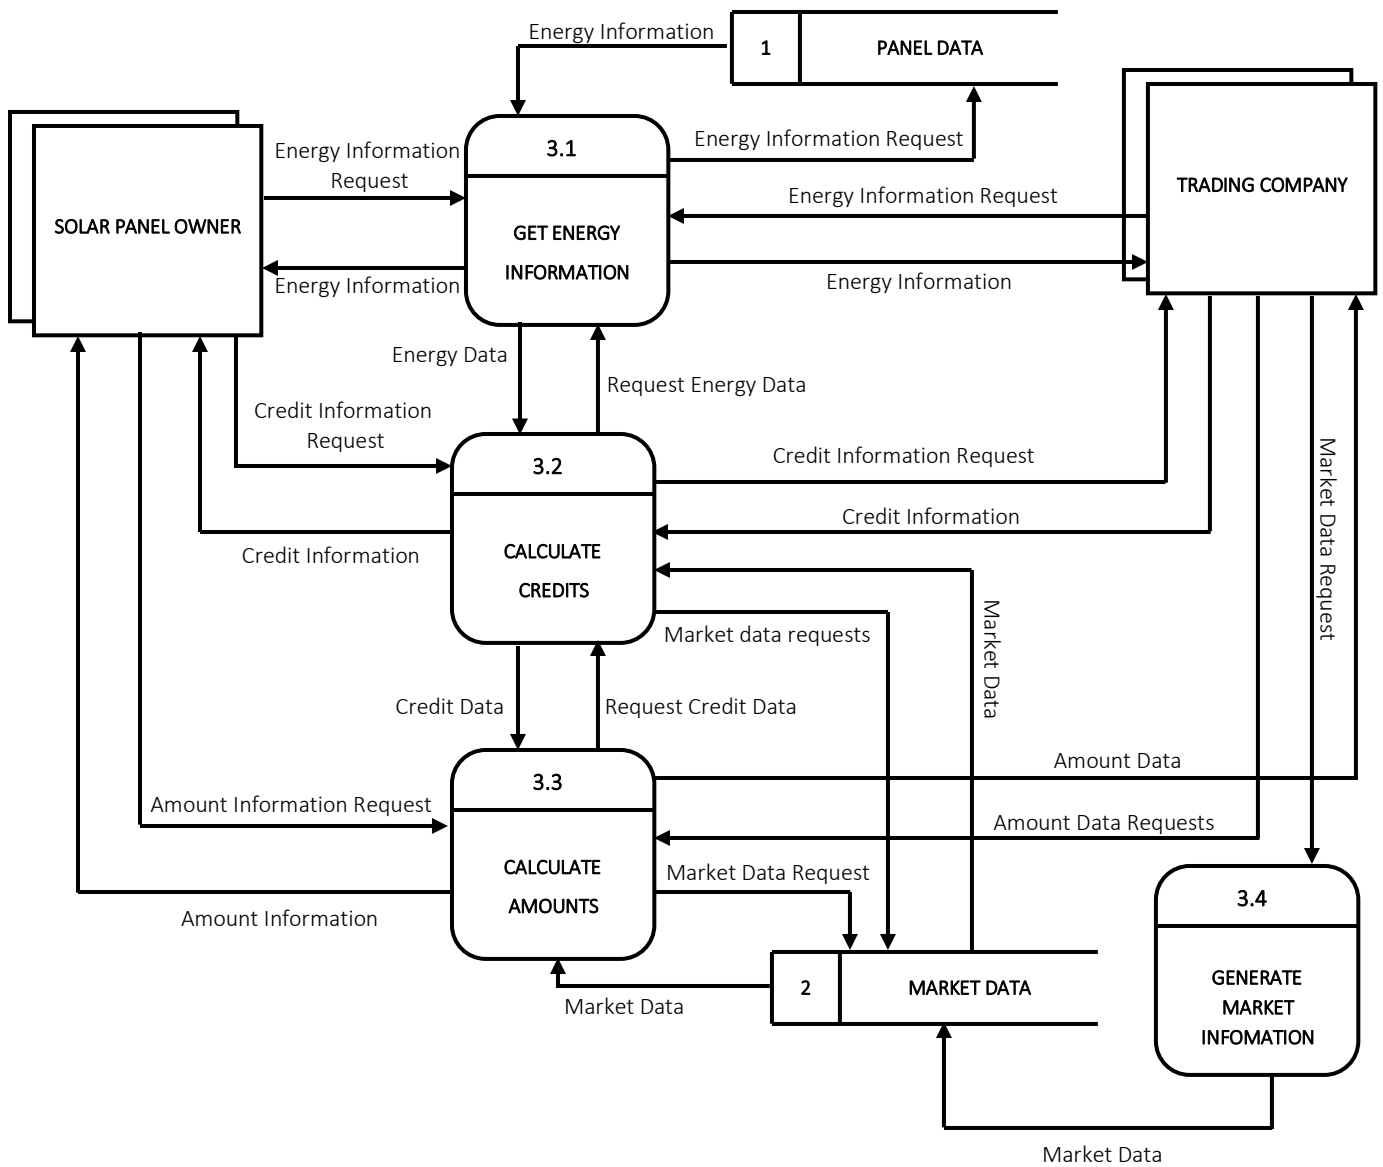 Energy Information
1
PANEL DATA
Energy Information
Request
3.1
Energy Information Request
TRADING COMPANY
SOLAR PANEL OWNER
Energy Information Request
GET ENERGY
INFORMATION
Energy Information
Energy Information
Energy Data
Request Energy Data
Credit Information
Request
3.2
Credit Information Request
Market Data Request
Credit Information
Credit Information
CALCULATE
CREDITS
Market data requests
Market Data
Credit Data
Request Credit Data
3.3
Amount Data
Amount Information Request
Amount Data Requests
CALCULATE
AMOUNTS
Market Data Request
Amount Information
3.4
Market Data
2
MARKET DATA
GENERATE
MARKET
INFOMATION
Market Data